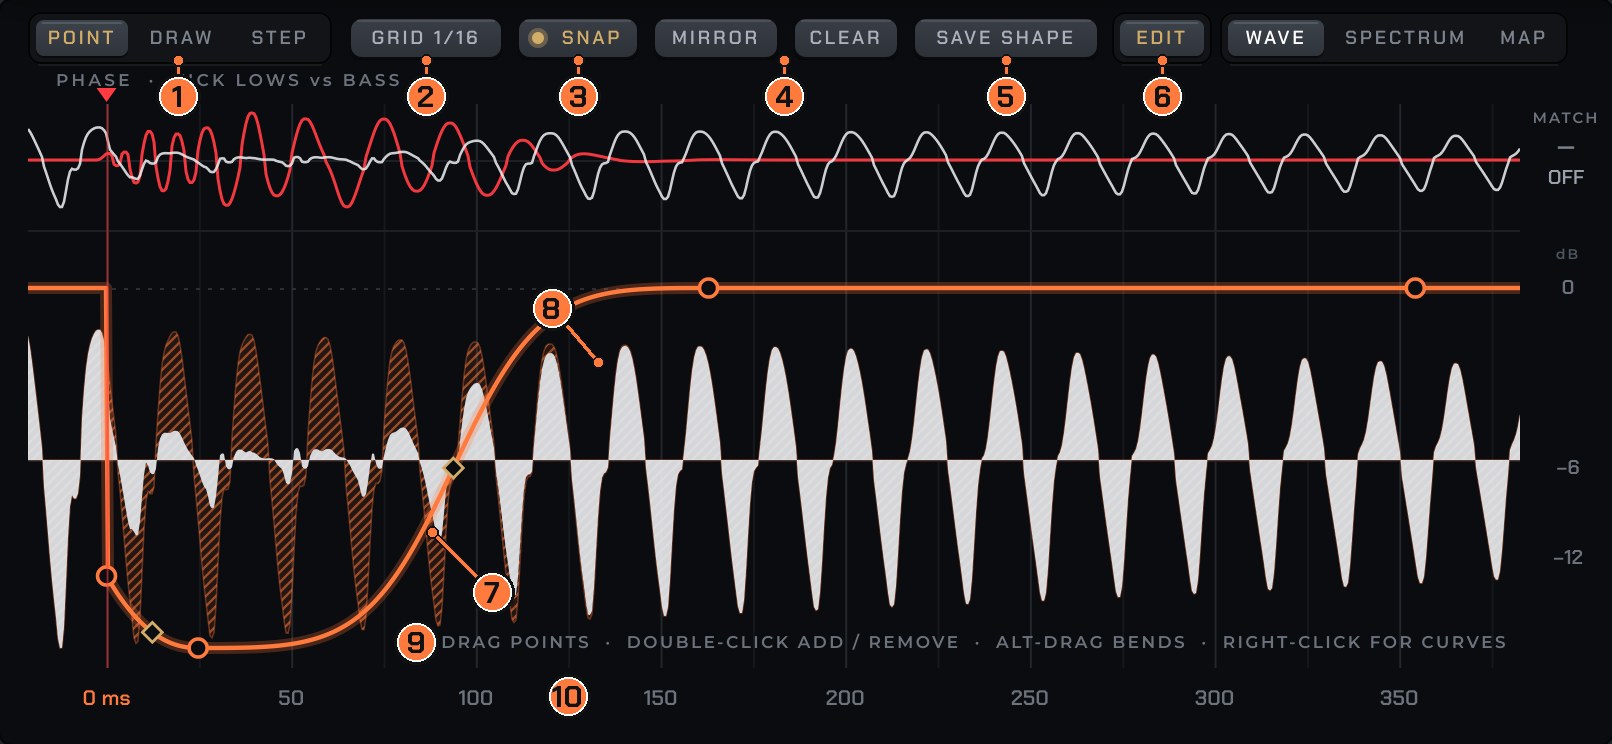 POINT DRAW STEP GRID 1/16 SNAP MIRROR CLEAR SAVE SHAPE EDIT WAVE SPECTRUM MAP
PHASE · CK LOWS vs BASS
1 2 3 4 5 6
MATCH
—
OFF
dB
0
8
-6
-12
7
9 DRAG POINTS · DOUBLE-CLICK ADD / REMOVE · ALT-DRAG BENDS · RIGHT-CLICK FOR CURVES
0 ms 50 100 10 150 200 250 300 350